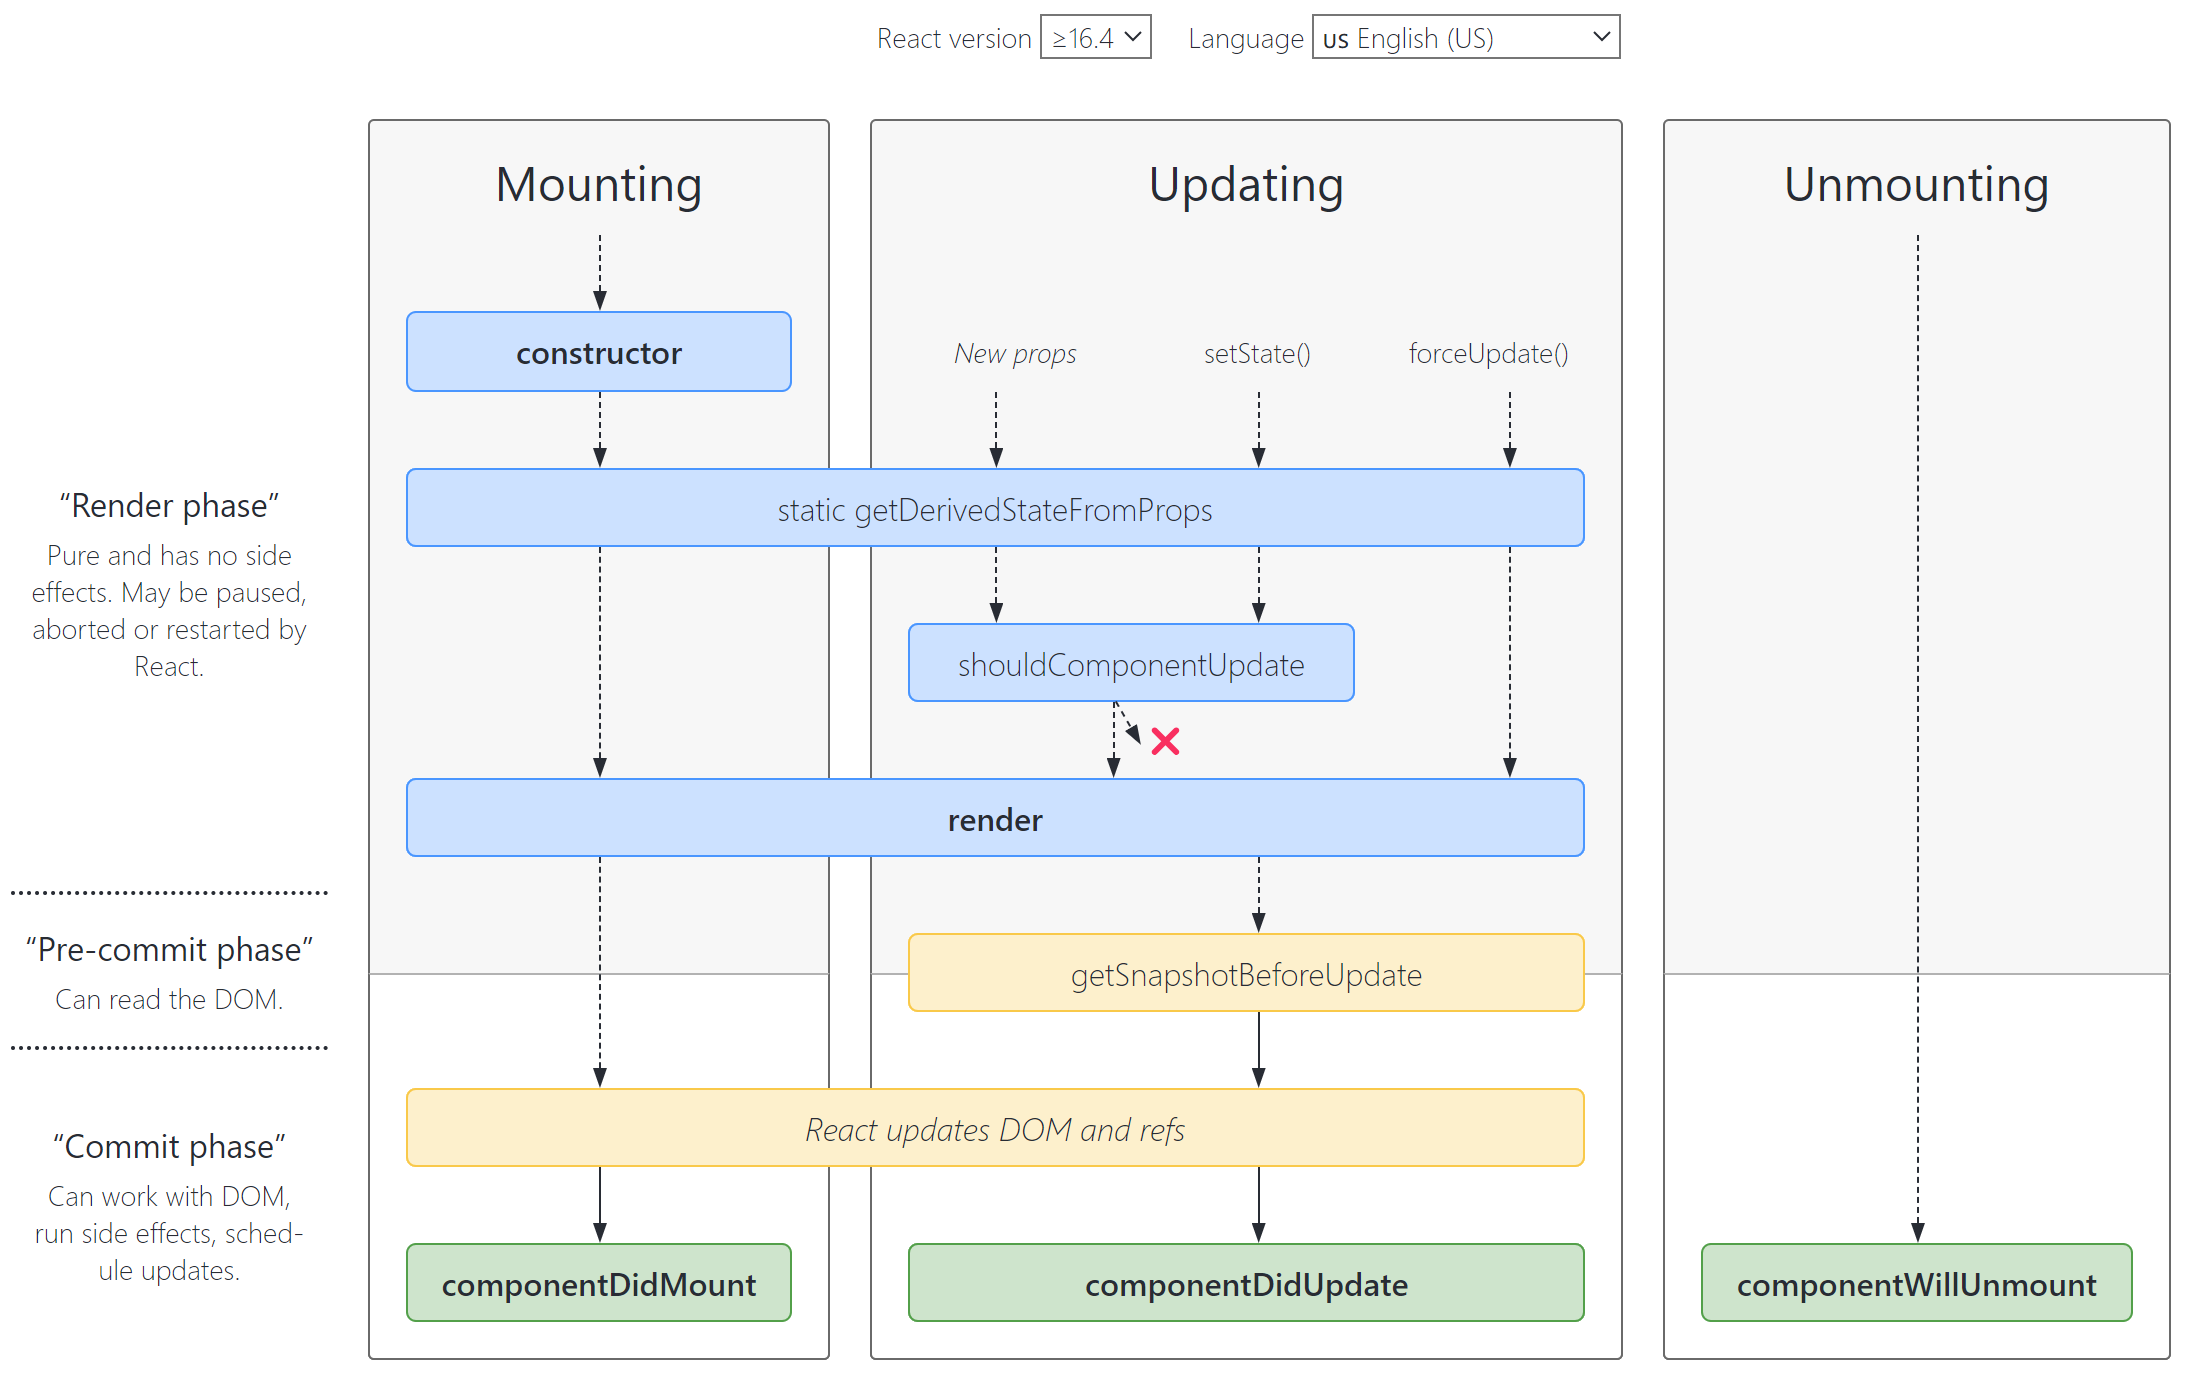 React version ≥16.4 Language us English (US)
Mounting
Updating
Unmounting
constructor
New props
setState()
forceUpdate()
static getDerivedStateFromProps
“Render phase”
Pure and has no side
effects. May be paused,
aborted or restarted by
React.
shouldComponentUpdate
render
“Pre-commit phase”
Can read the DOM.
getSnapshotBeforeUpdate
React updates DOM and refs
“Commit phase”
Can work with DOM,
run side effects, sched-
ule updates.
componentDidMount
componentDidUpdate
componentWillUnmount